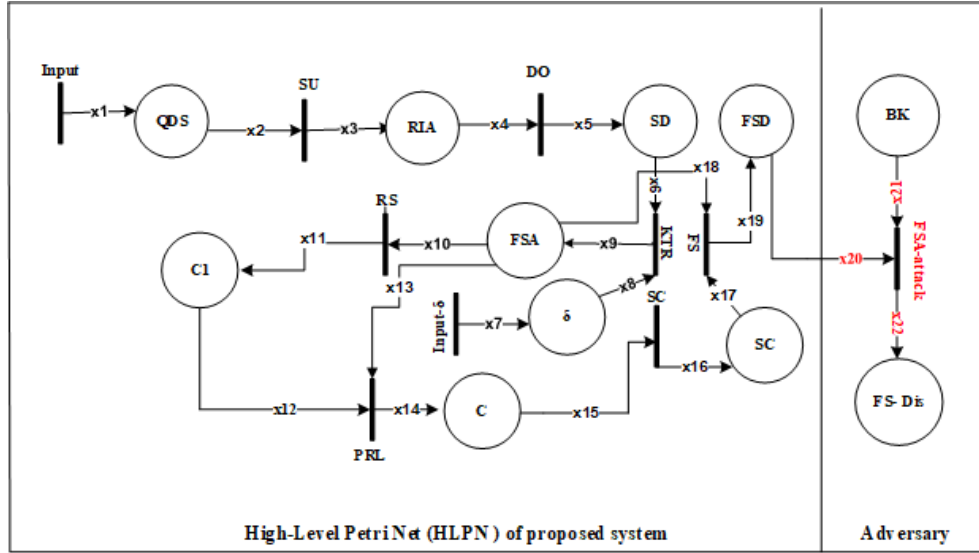 Input
x1
QDS
x2
SU
x3
RIA
x4
DO
x5
SD
FSD
BK
x6
x18
x21
RS
x11
C1
x10
FSA
x9
KTR
FS
x19
x20
FSA-attack
x13
Input-δ
x7
δ
x8
SC
x17
SC
x22
x12
PRL
x14
C
x15
x16
FS- Dis
High-Level Petri Net (HLPN) of proposed system
Adversary